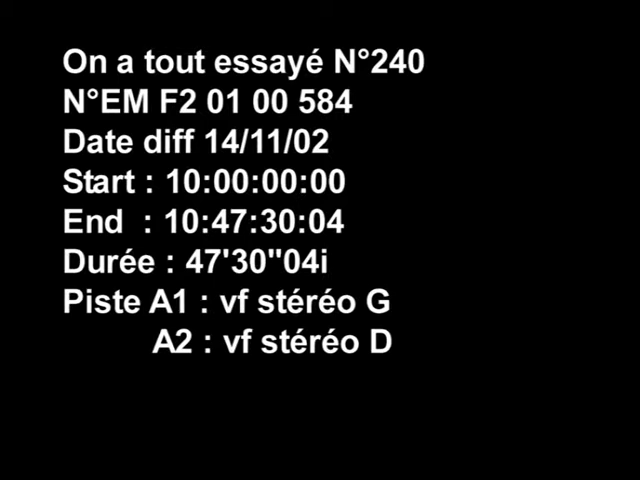 On a tout essayé N°240
N°EM F2 01 00 584
Date diff 14/11/02
Start : 10:00:00:00
End : 10:47:30:04
Durée : 47'30"04i
Piste A1 : vf stéréo G
A2 : vf stéréo D